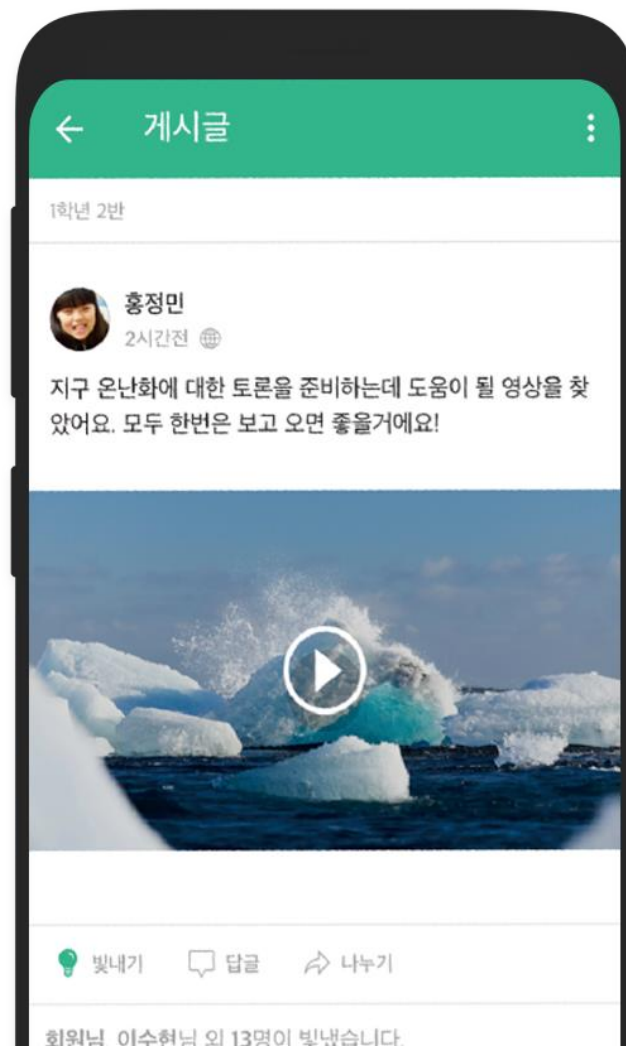 게시글
1학년 2반
홍정민
2시간전
지구 온난화에 대한 토론을 준비하는데 도움이 될 영상을 찾
았어요. 모두 한번은 보고 오면 좋을거에요!
빛내기 답글 나누기
회원님, 이수현님 외 13명이 빛냈습니다.